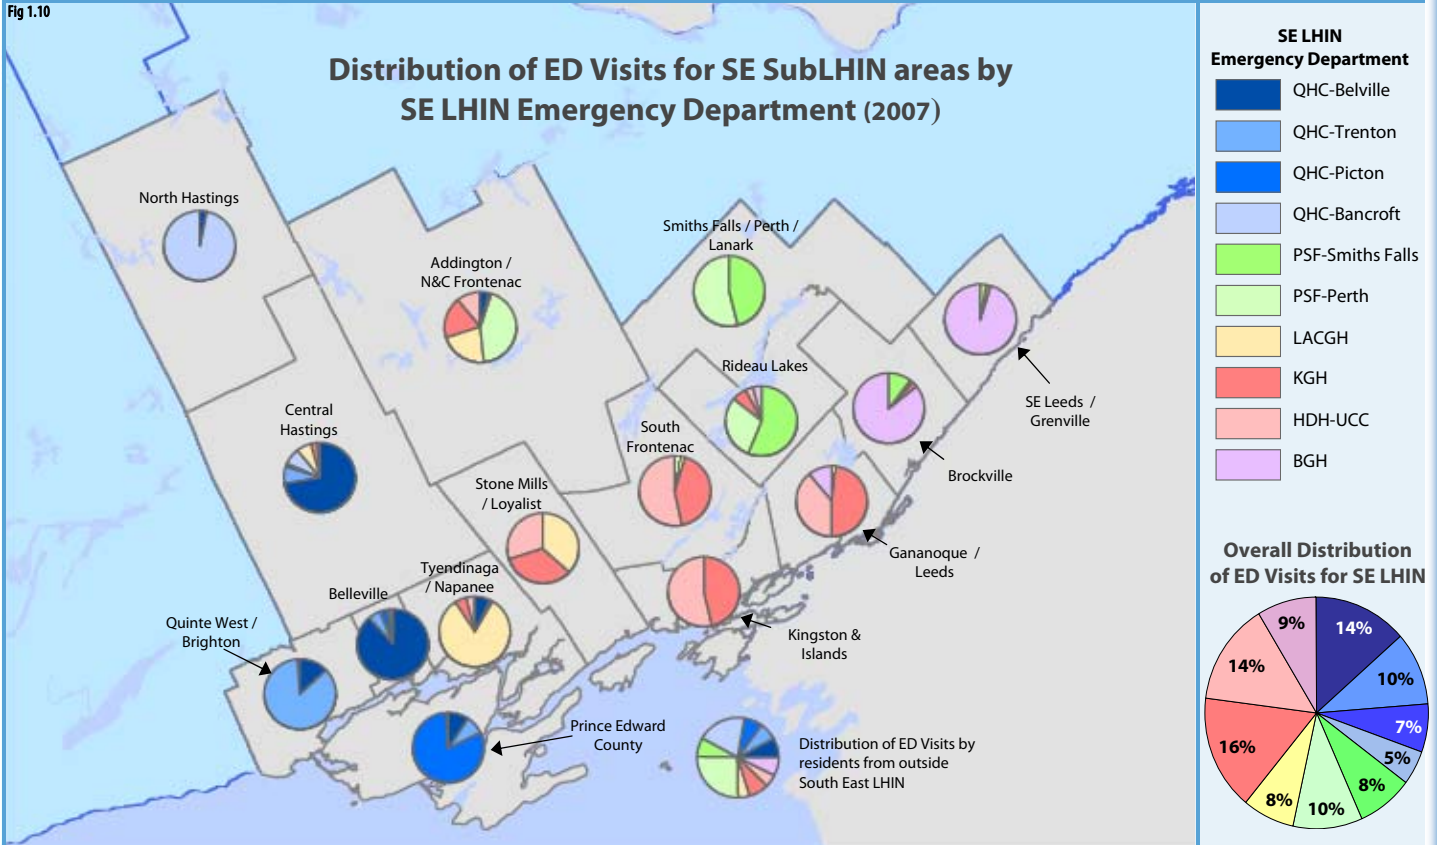 Fig 1.10
Distribution of ED Visits for SE SubLHIN areas by
SE LHIN Emergency Department (2007)
North Hastings
Addington /
N&C Frontenac
Smiths Falls / Perth /
Lanark
Rideau Lakes
SE Leeds /
Grenville
Central
Hastings
South
Frontenac
Brockville
Stone Mills
/ Loyalist
Gananoque /
Leeds
Tyendinaga
/ Napanee
Belleville
Quinte West /
Brighton
Kingston &
Islands
Prince Edward
County
Distribution of ED Visits by
residents from outside
South East LHIN
SE LHIN
Emergency Department
QHC-Belville
QHC-Trenton
QHC-Picton
QHC-Bancroft
PSF-Smiths Falls
PSF-Perth
LACGH
KGH
HDH-UCC
BGH
Overall Distribution
of ED Visits for SE LHIN
14%
10%
7%
5%
8%
10%
8%
16%
14%
9%